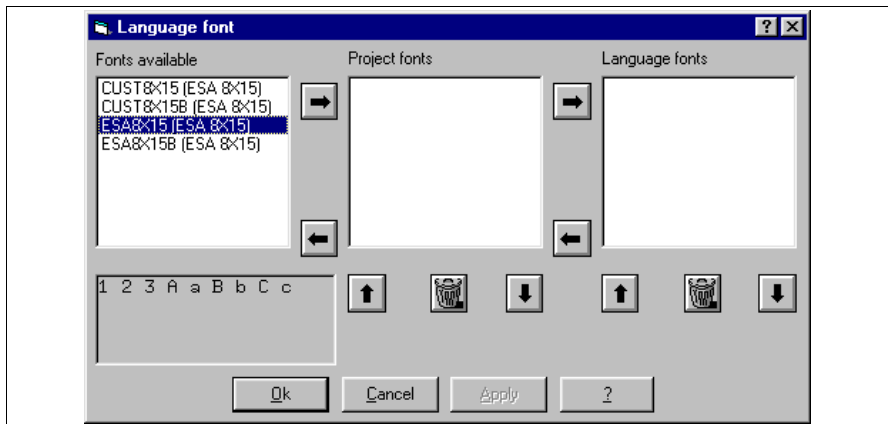 Language font
Fonts available
Project fonts
Language fonts
CUST8X15 (ESA 8X15)
CUST8X15B (ESA 8X15)
ESA8X15 (ESA 8X15)
ESA8X15B (ESA 8X15)
1 2 3 A a B b C c
Ok Cancel Apply ?